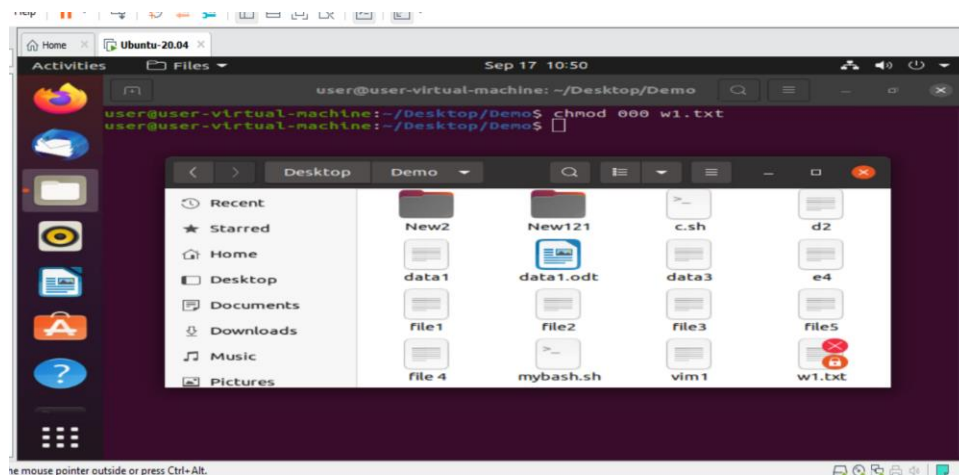 Help
Home
Ubuntu-20.04
Activities
Files
Sep 17 10:50
user@user-virtual-machine: ~/Desktop/Demo
user@user-virtual-machine:~/Desktop/Demo$ chmod 000 w1.txt
user@user-virtual-machine:~/Desktop/Demo$
Desktop
Demo
Recent
Starred
Home
Desktop
Documents
Downloads
Music
Pictures
New2
New121
c.sh
d2
data1
data1.odt
data3
e4
file1
file2
file3
file5
file 4
mybash.sh
vim1
w1.txt
mouse pointer outside or press Ctrl+Alt.